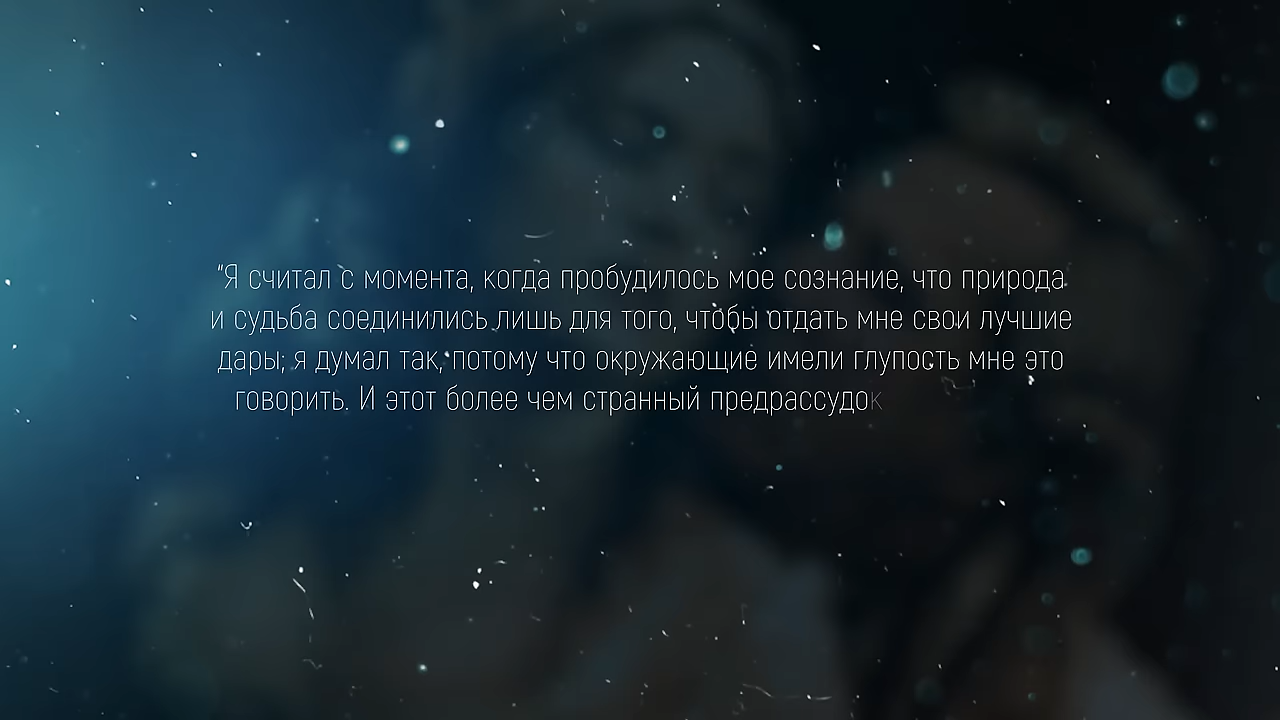 "Я считал с момента, когда пробудилось мое сознание, что природа
и судьба соединились лишь для того, чтобы отдать мне свои лучшие
дары; я думал так, потому что окружающие имели глупость мне это
говорить. И этот более чем странный предрассудок